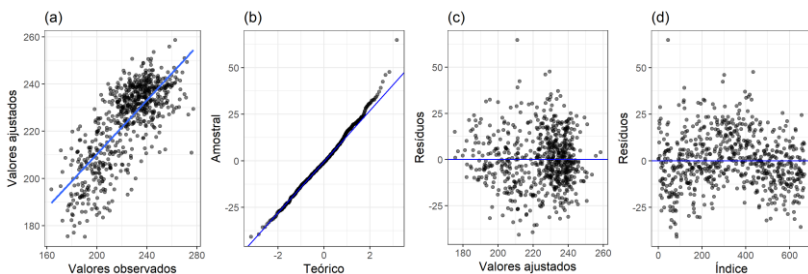 (a)
260
240
220
200
180
160
200
240
280
Valores ajustados
Valores observados
(b)
50
25
0
-25
-2
0
2
Amostral
Teórico
(c)
50
25
0
-25
180
200
220
240
260
Resíduos
Valores ajustados
(d)
50
25
0
-25
0
200
400
600
Resíduos
Índice